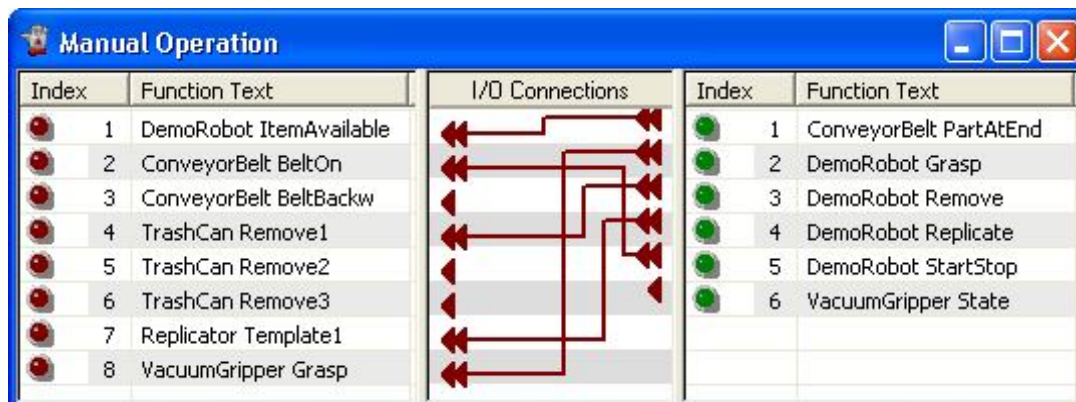 Manual Operation
Index Function Text I/O Connections Index Function Text
1 DemoRobot ItemAvailable 1 ConveyorBelt PartAtEnd
2 ConveyorBelt BeltOn 2 DemoRobot Grasp
3 ConveyorBelt BeltBackw 3 DemoRobot Remove
4 TrashCan Remove1 4 DemoRobot Replicate
5 TrashCan Remove2 5 DemoRobot StartStop
6 TrashCan Remove3 6 VacuumGripper State
7 Replicator Template1
8 VacuumGripper Grasp